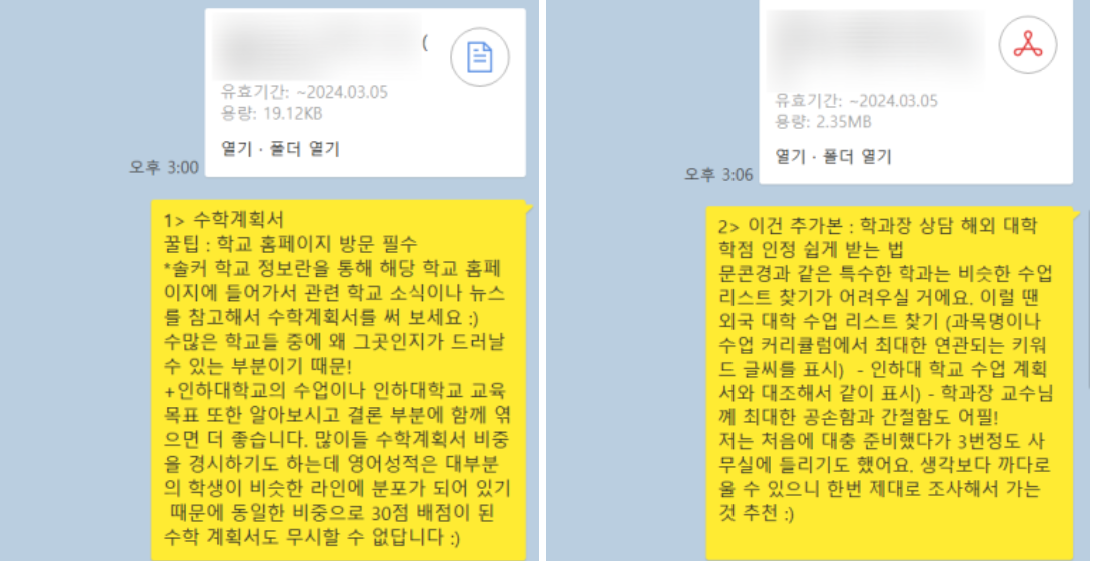 (
유효기간: ~2024.03.05
용량: 19.12KB
열기 · 폴더 열기
오후 3:00
1> 수학계획서
꿀팁 : 학교 홈페이지 방문 필수
*솔커 학교 정보란을 통해 해당 학교 홈페
이지에 들어가서 관련 학교 소식이나 뉴스
를 참고해서 수학계획서를 써 보세요 :)
수많은 학교들 중에 왜 그곳인지가 드러날
수 있는 부분이기 때문!
+인하대학교의 수업이나 인하대학교 교육
목표 또한 알아보시고 결론 부분에 함께 엮
으면 더 좋습니다. 많이들 수학계획서 비중
을 경시하기도 하는데 영어성적은 대부분
의 학생이 비슷한 라인에 분포가 되어 있기
때문에 동일한 비중으로 30점 배점이 된
수학 계획서도 무시할 수 없답니다 :)
유효기간: ~2024.03.05
용량: 2.35MB
열기 · 폴더 열기
오후 3:06
2> 이건 추가본 : 학과장 상담 해외 대학
학점 인정 쉽게 받는 법
문콘경과 같은 특수한 학과는 비슷한 수업
리스트 찾기가 어려우실 거에요. 이럴 땐
외국 대학 수업 리스트 찾기 (과목명이나
수업 커리큘럼에서 최대한 연관되는 키워
드 글씨를 표시) - 인하대 학교 수업 계획
서와 대조해서 같이 표시) - 학과장 교수님
께 최대한 공손함과 간절함도 어필!
저는 처음에 대충 준비했다가 3번정도 사
무실에 들리기도 했어요. 생각보다 까다로
울 수 있으니 한번 제대로 조사해서 가는
것 추천 :)